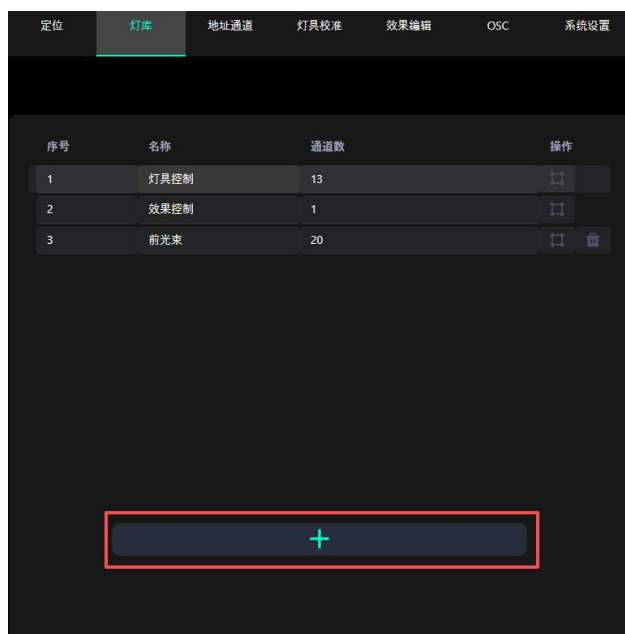 定位 灯库 地址通道 灯具校准 效果编辑 OSC 系统设置
序号 名称 通道数 操作
1 灯具控制 13
2 效果控制 1
3 前光束 20
+